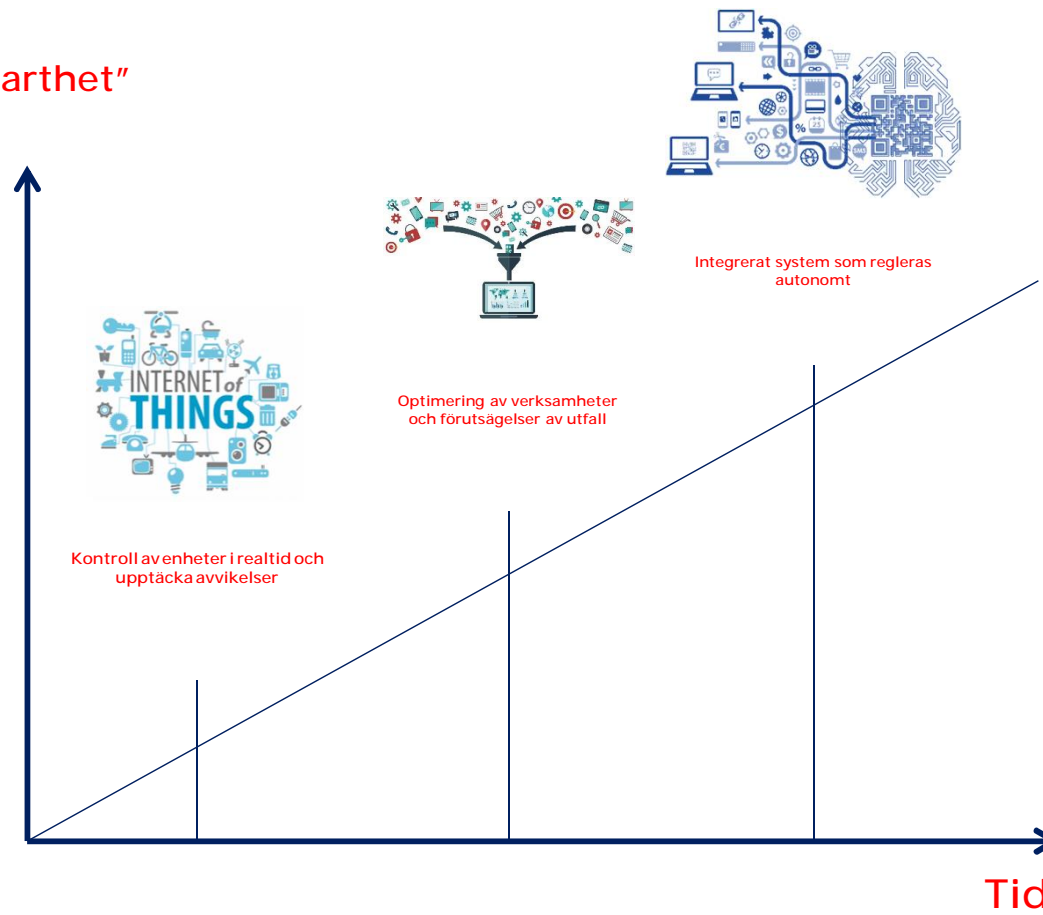 arthet"
INTERNET of
THINGS
Integrerat system som regleras
autonomt
Optimering av verksamheter
och förutsägelser av utfall
Kontroll av enheter i realtid och
upptäcka avvikelser
SMS
Tid